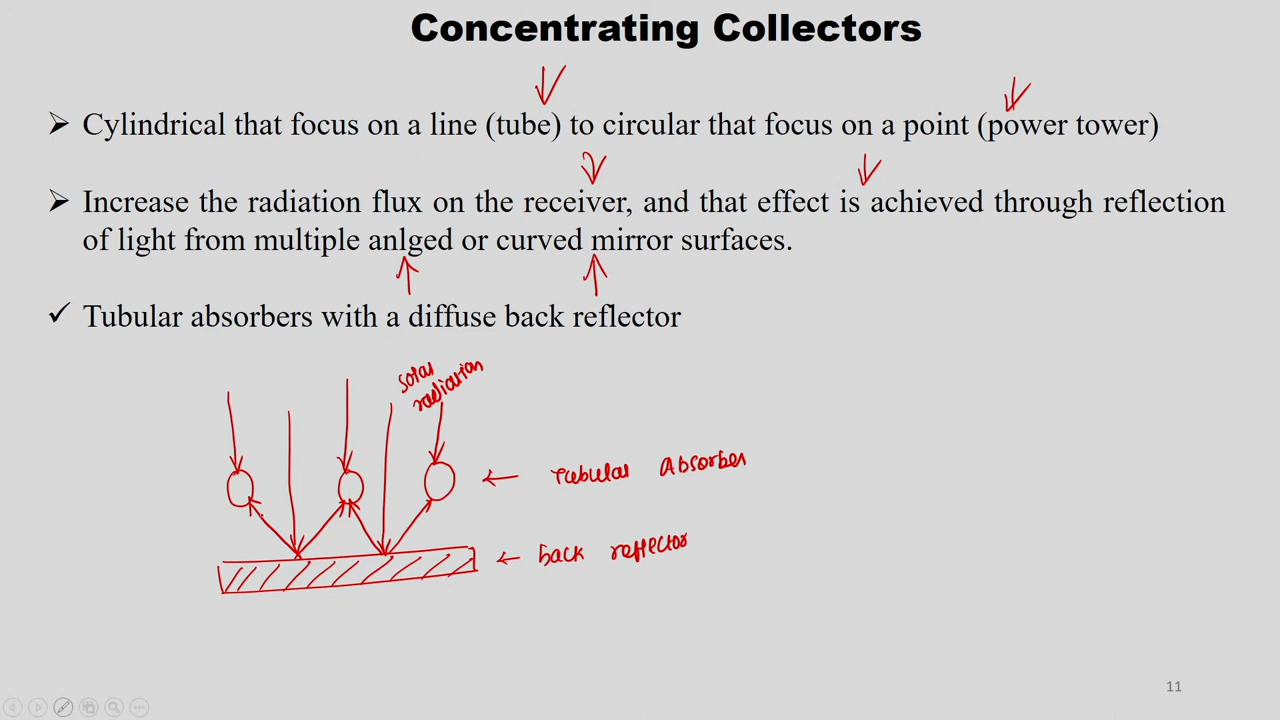 Concentrating Collectors
➢ Cylindrical that focus on a line (tube) to circular that focus on a point (power tower)
➢ Increase the radiation flux on the receiver, and that effect is achieved through reflection
of light from multiple anlged or curved mirror surfaces.
✓ Tubular absorbers with a diffuse back reflector
solar
radiation
Tubular Absorber
back reflector
11